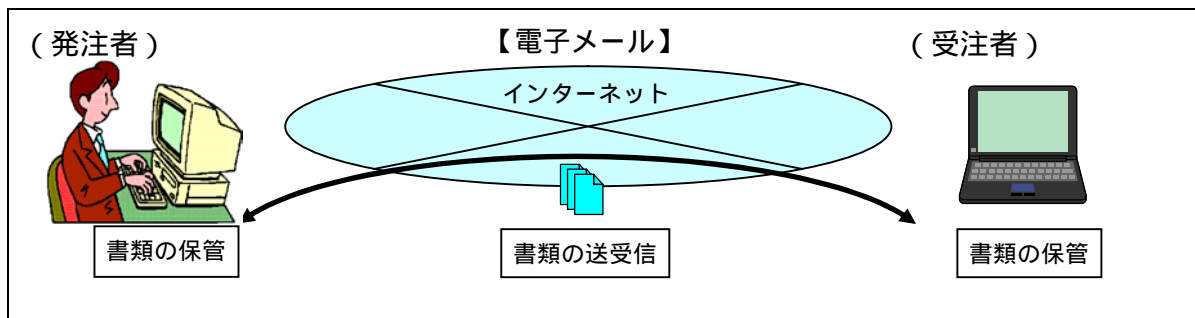 （発注者）
【電子メール】
（受注者）
インターネット
書類の保管
書類の送受信
書類の保管